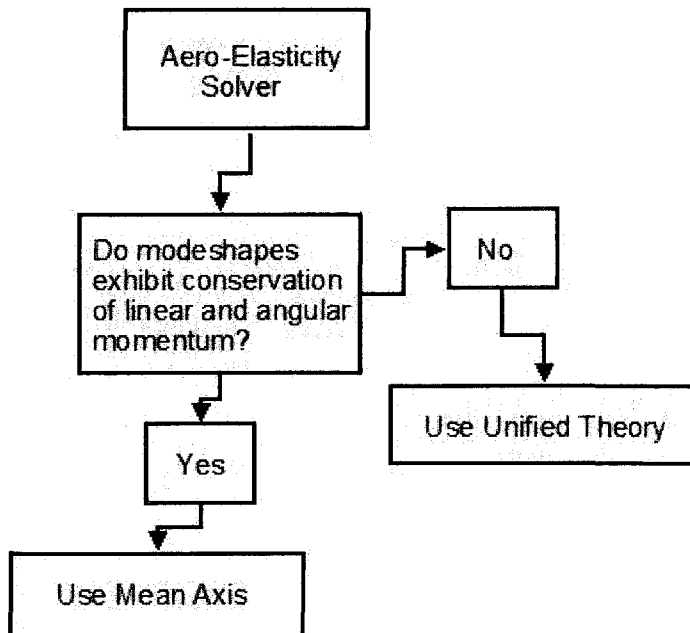 Aero-Elasticity
Solver
Do modeshapes
exhibit conservation
of linear and angular
momentum?
No
Use Unified Theory
Yes
Use Mean Axis